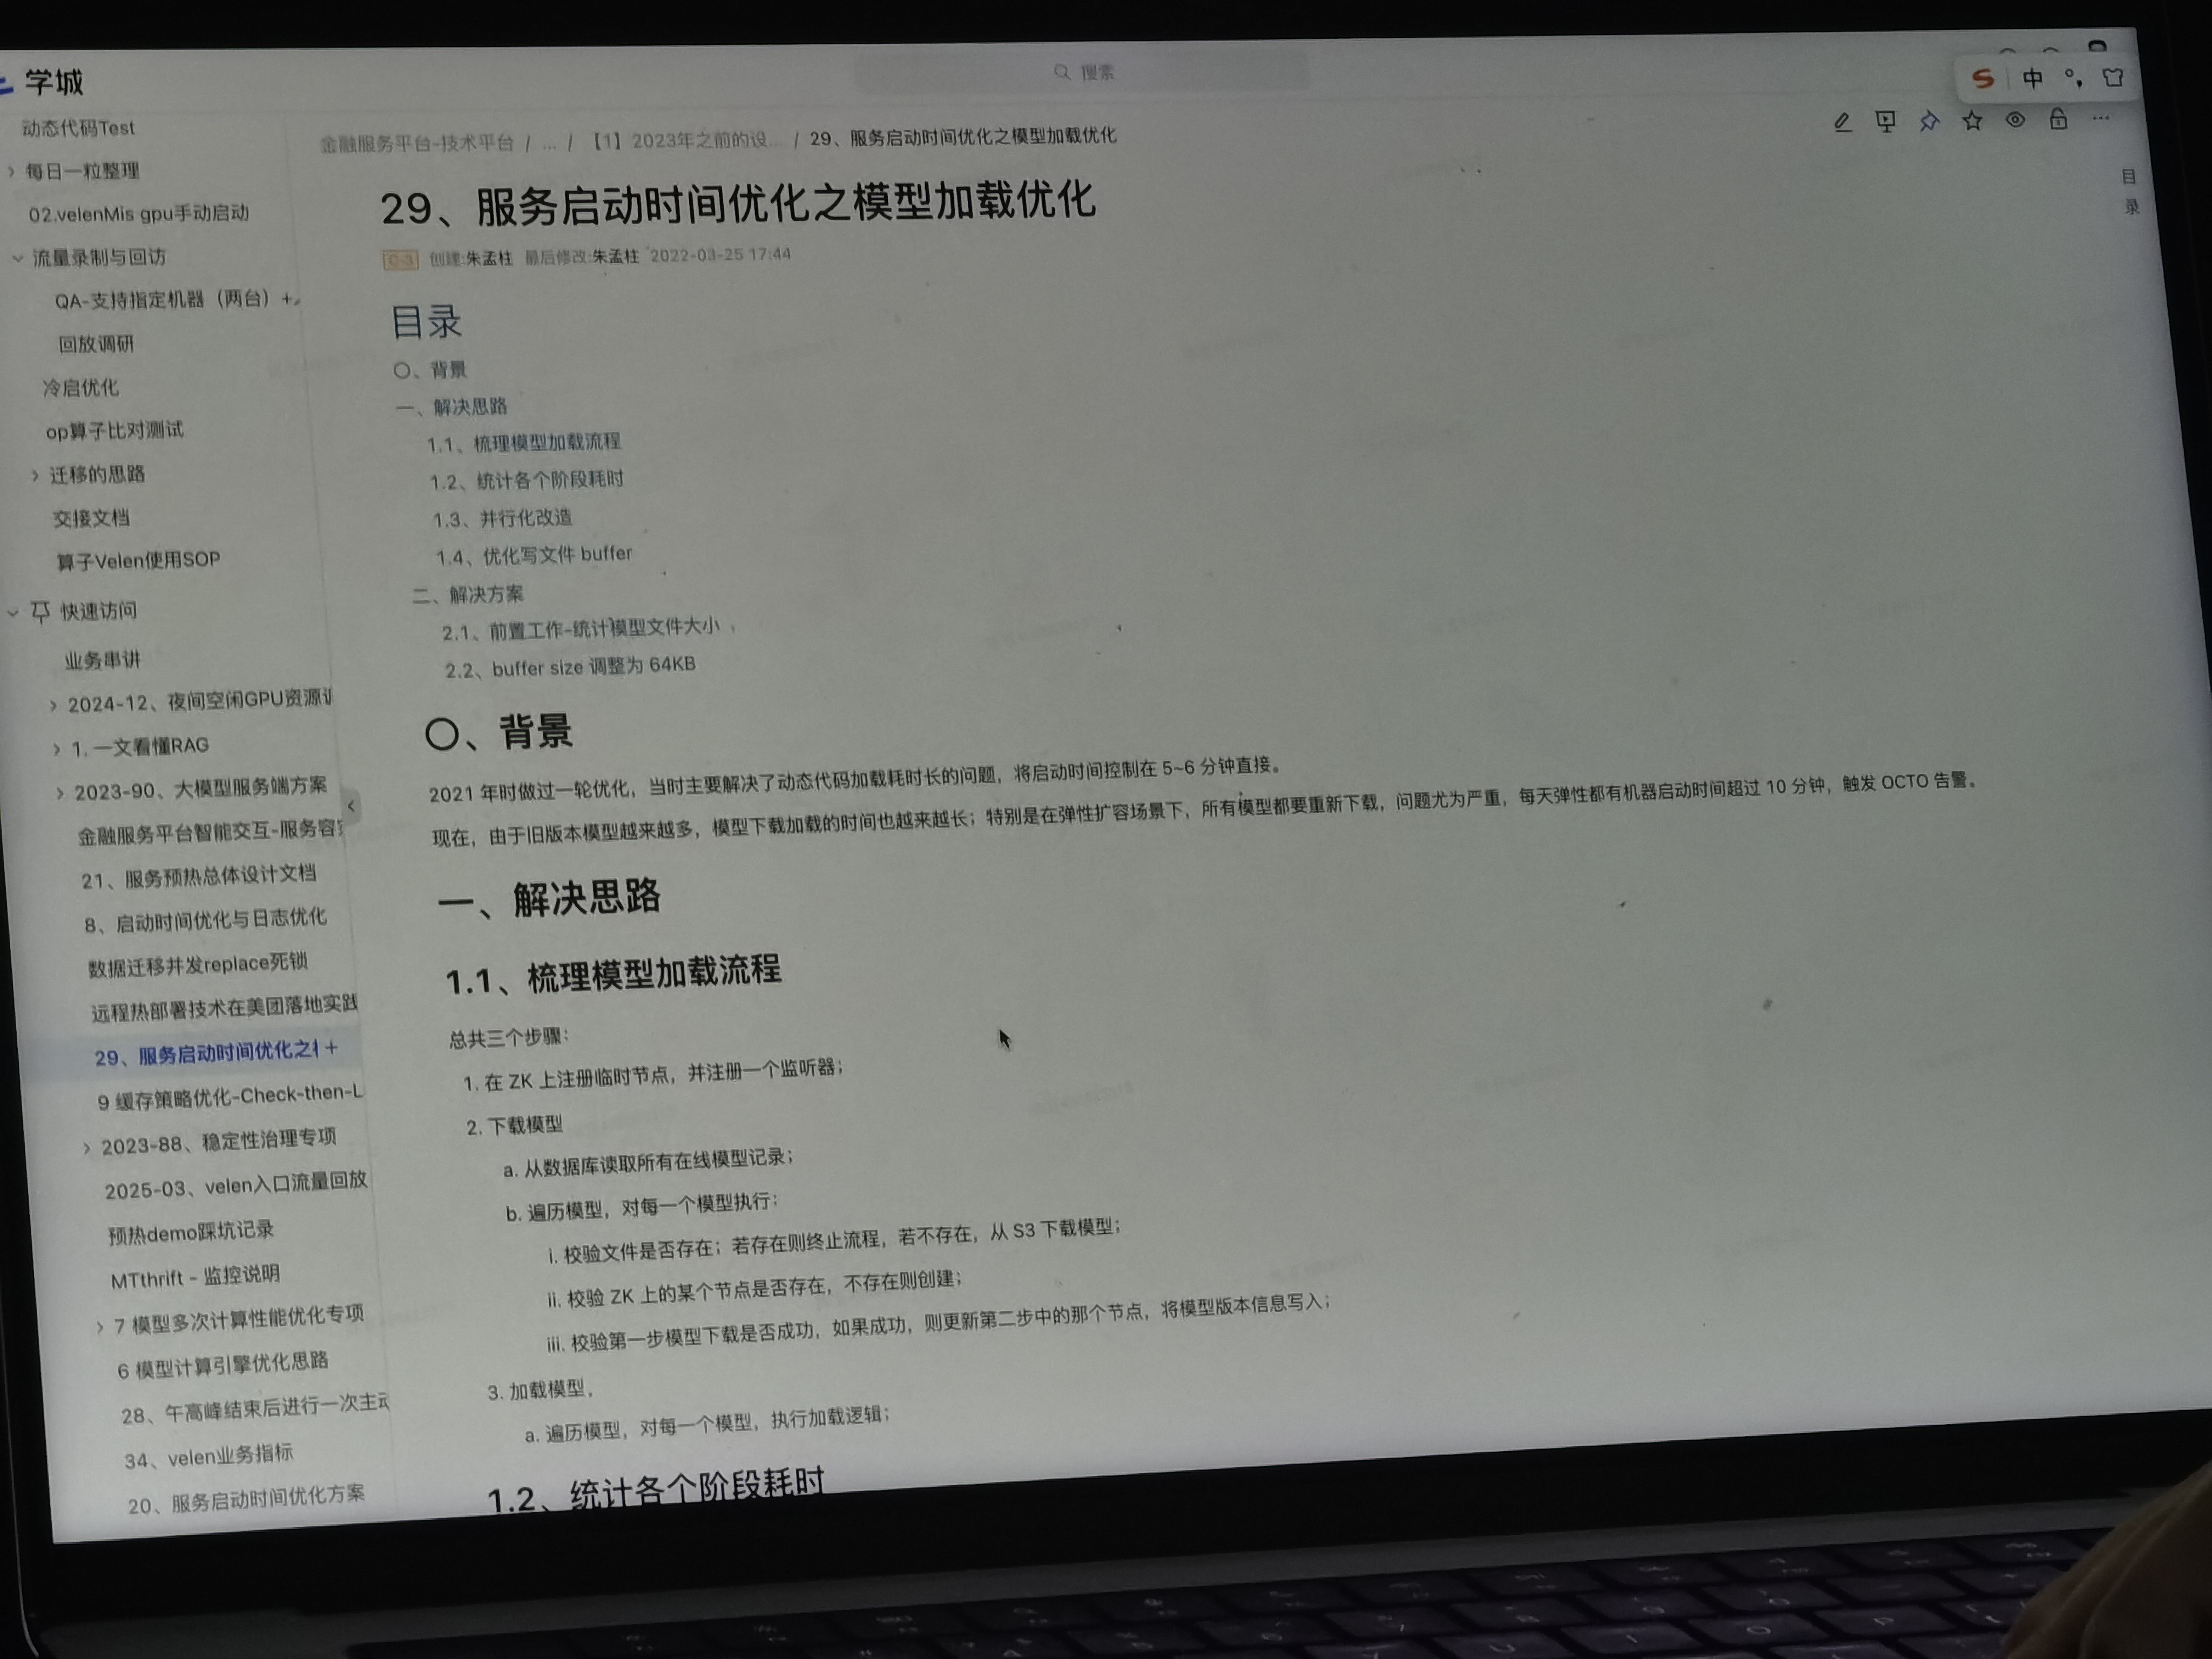 学城
搜索
中
动态代码Test
每日一粒整理
02.velenMis gpu手动启动
流量录制与回访
QA-支持指定机器（两台）+
回放调研
冷启优化
op算子比对测试
迁移的思路
交接文档
算子Velen使用SOP
快速访问
业务串讲
2024-12、夜间空闲GPU资源
1. 一文看懂RAG
2023-90、大模型服务端方案
金融服务平台智能交互-服务容
21、服务预热总体设计文档
8、启动时间优化与日志优化
数据迁移并发replace死锁
远程热部署技术在美团落地实践
29、服务启动时间优化之 +
9 缓存策略优化-Check-then-L
2023-88、稳定性治理专项
2025-03、velen入口流量回放
预热demo踩坑记录
MTthrift - 监控说明
7 模型多次计算性能优化专项
6 模型计算引擎优化思路
28、午高峰结束后进行一次主动
34、velen业务指标
20、服务启动时间优化方案
金融服务平台-技术平台 / ... / 【1】2023年之前的设... / 29、服务启动时间优化之模型加载优化
29、服务启动时间优化之模型加载优化
C-3 创建:朱孟柱 最后修改:朱孟柱 2022-03-25 17:44
目录
〇、背景
一、解决思路
1.1、梳理模型加载流程
1.2、统计各个阶段耗时
1.3、并行化改造
1.4、优化写文件 buffer
二、解决方案
2.1、前置工作-统计模型文件大小
2.2、buffer size 调整为 64KB
〇、背景
2021 年时做过一轮优化，当时主要解决了动态代码加载耗时长的问题，将启动时间控制在 5~6 分钟直接。
现在，由于旧版本模型越来越多，模型下载加载的时间也越来越长；特别是在弹性扩容场景下，所有模型都要重新下载，问题尤为严重，每天弹性都有机器启动时间超过 10 分钟，触发 OCTO 告警。
一、解决思路
1.1、梳理模型加载流程
总共三个步骤：
1. 在 ZK 上注册临时节点，并注册一个监听器；
2. 下载模型
a. 从数据库读取所有在线模型记录；
b. 遍历模型，对每一个模型执行：
i. 校验文件是否存在；若存在则终止流程，若不存在，从 S3 下载模型；
ii. 校验 ZK 上的某个节点是否存在，不存在则创建；
iii. 校验第一步模型下载是否成功，如果成功，则更新第二步中的那个节点，将模型版本信息写入；
3. 加载模型，
a. 遍历模型，对每一个模型，执行加载逻辑；
1.2、统计各个阶段耗时
目
录